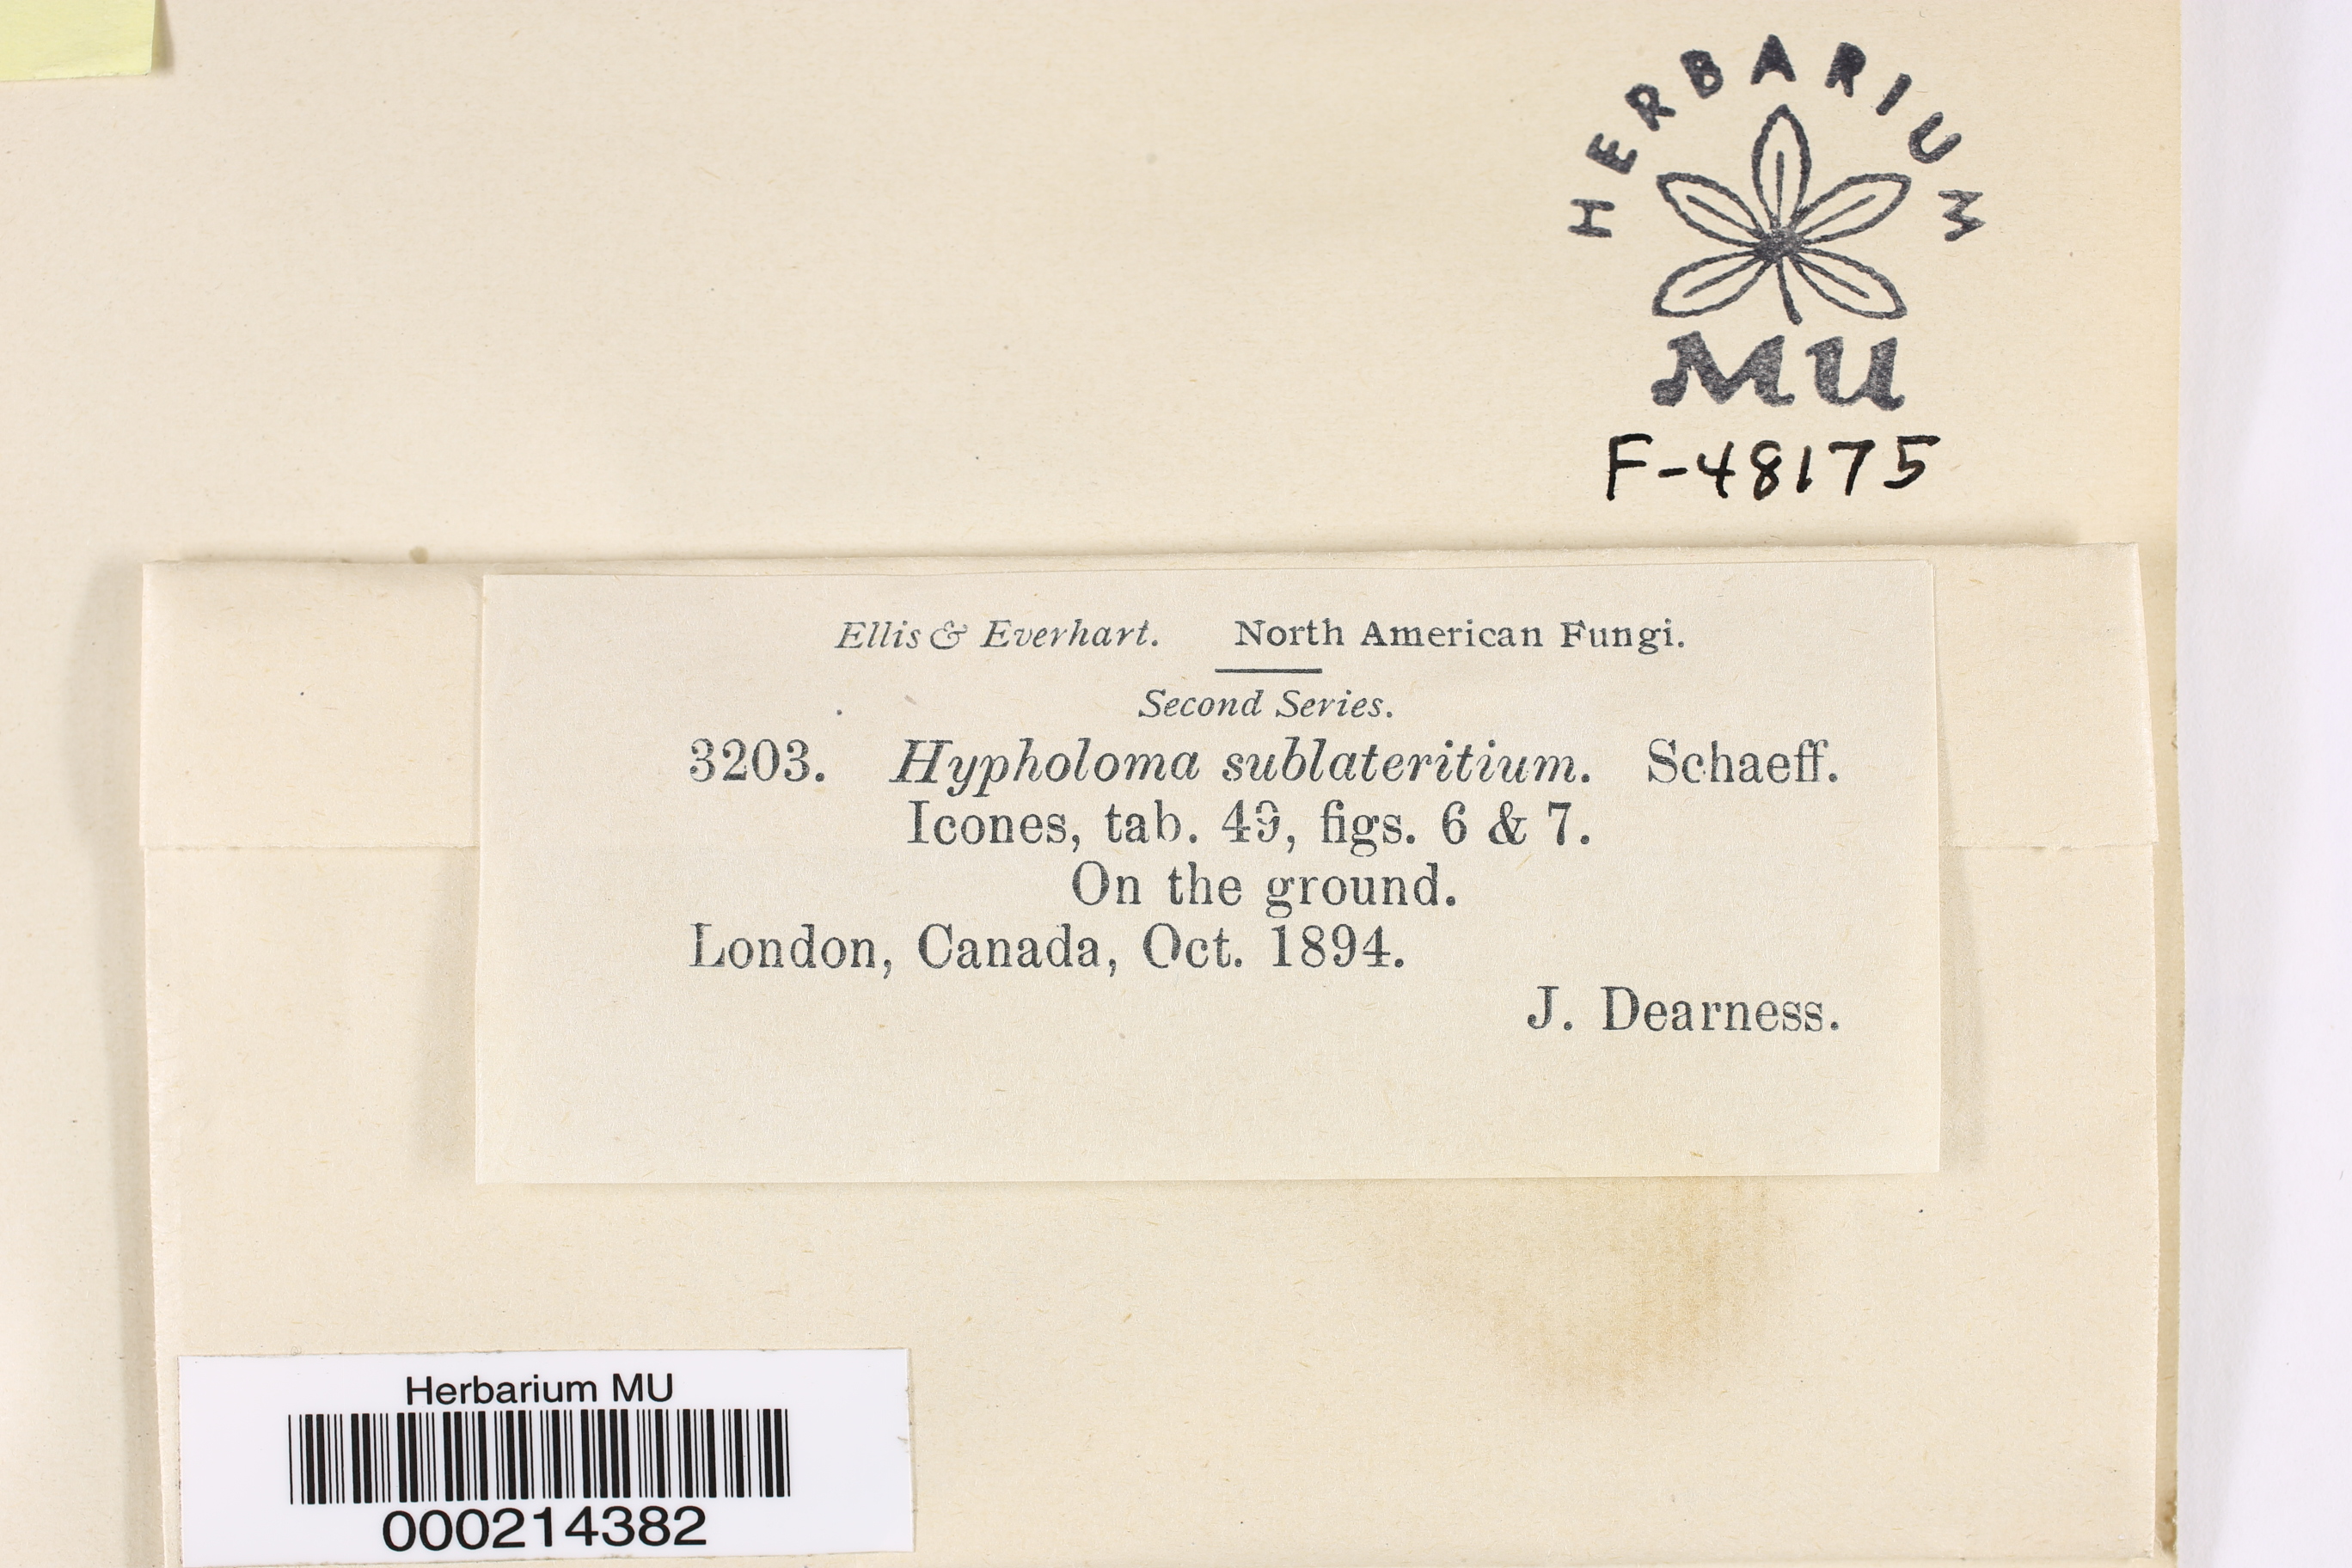 HERBARIUM
MU
F-48175
Ellis & Everhart. North American Fungi.
Second Series.
3203. Hypholoma sublateritium. Schaeff.
Icones, tab. 49, figs. 6 & 7.
On the ground.
London, Canada, Oct. 1894.
J. Dearness.
Herbarium MU
000214382